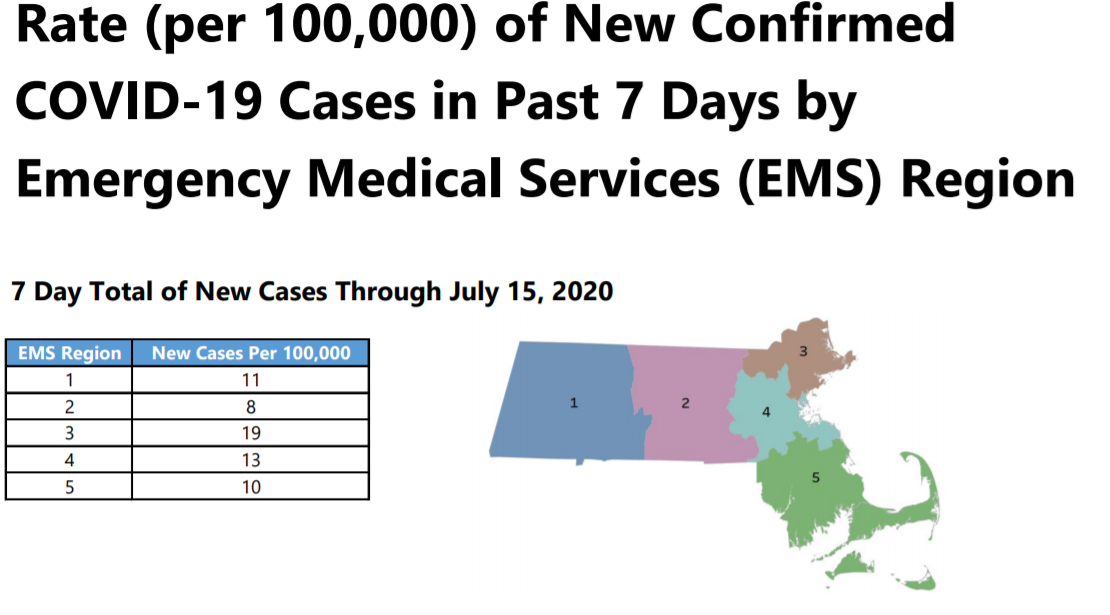 Rate (per 100,000) of New Confirmed
COVID-19 Cases in Past 7 Days by
Emergency Medical Services (EMS) Region
7 Day Total of New Cases Through July 15, 2020
EMS Region New Cases Per 100,000
1 11
2 8
3 19
4 13
5 10
3
1
2
4
5